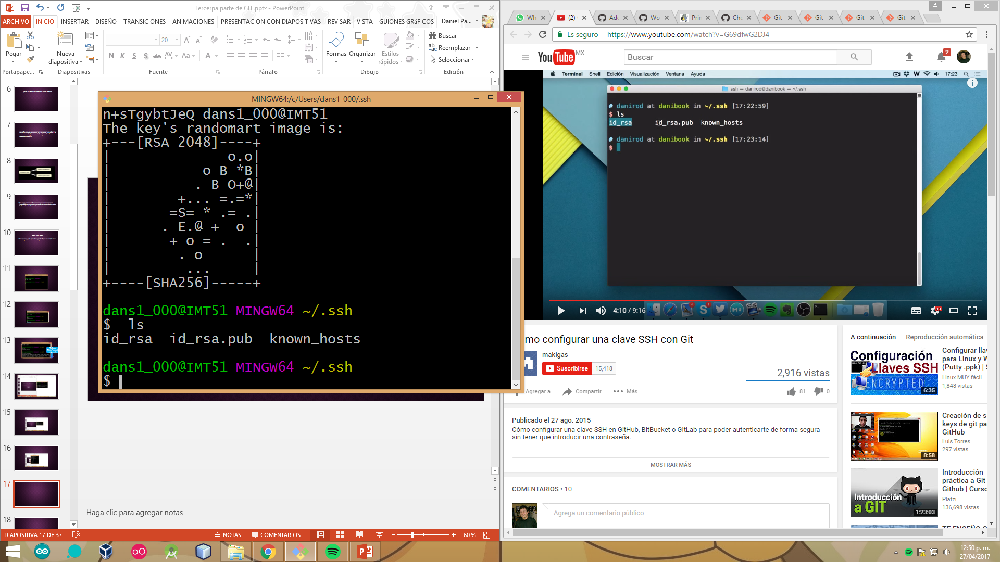 Tercerpa parte de GIT.pptx - PowerPoint
ARCHIVO INICIO INSERTAR DISEÑO TRANSICIONES ANIMACIONES PRESENTACIÓN CON DIAPOSITIVAS REVISAR VISTA GUIONES GRáFICOS Daniel Pa...
Pegar
Nueva
diapositiva
20
N K S abc AV Aa A
Formas Organizar Estilos
rápidos
Buscar
Reemplazar
Seleccionar
Portapape... Diapositivas Fuente Párrafo Dibujo Edición
6
7
8
9
10
11
12
13
14
15
16
17
18
MINGW64:/c/Users/dans1_000/.ssh
n+sTgybtJeQ dans1_000@IMT51
The key's randomart image is:
+---[RSA 2048]----+
|              o.o|
|           o B *B|
|          . B O+@|
|        +... =.=*|
|       =S= * .= .|
|      . E.@ +  o |
|       + o = .  .|
|        . o      |
|         ...     |
+----[SHA256]-----+
dans1_000@IMT51 MINGW64 ~/.ssh
$  ls
id_rsa  id_rsa.pub  known_hosts
dans1_000@IMT51 MINGW64 ~/.ssh
$
Haga clic para agregar notas
DIAPOSITIVA 17 DE 37 NOTAS COMENTARIOS 60 %
Wh (2) Adc Wo Prin Che Git Git Git Git
Es seguro https://www.youtube.com/watch?v=G69dfwG2DJ4
YouTube MX
Buscar
2
Terminal Shell Edición Visualización Ventana Ayuda 17:23
.ssh — danirod@danibook — ~/.ssh
# danirod at danibook in ~/.ssh [17:22:59]
$ ls
id_rsa id_rsa.pub known_hosts
# danirod at danibook in ~/.ssh [17:23:14]
$
4:10 / 9:16
HD
mo configurar una clave SSH con Git
makigas
Suscribirse 15,418
2,916 vistas
Agregar a Compartir Más 81 0
Publicado el 27 ago. 2015
Cómo configurar una clave SSH en GitHub, BitBucket o GitLab para poder autenticarte de forma segura
sin tener que introducir una contraseña.
MOSTRAR MÁS
COMENTARIOS • 10
Agrega un comentario público...
A continuación Reproducción automática
Configuración
Llaves SSH
ENCRYPTED
6:35
Configurar lla
para Linux y W
(Putty .ppk) | S
Linux MUY fácil
1,848 vistas
8:58
Creación de s
keys de git pa
GitHub
Luis Torres
297 vistas
Introducción
a GIT
1:23:03
Introducción
práctica a Git
Github | Curso
Platzi
136,698 vistas
TE ENSEÑO C
12:50 p. m.
27/04/2017